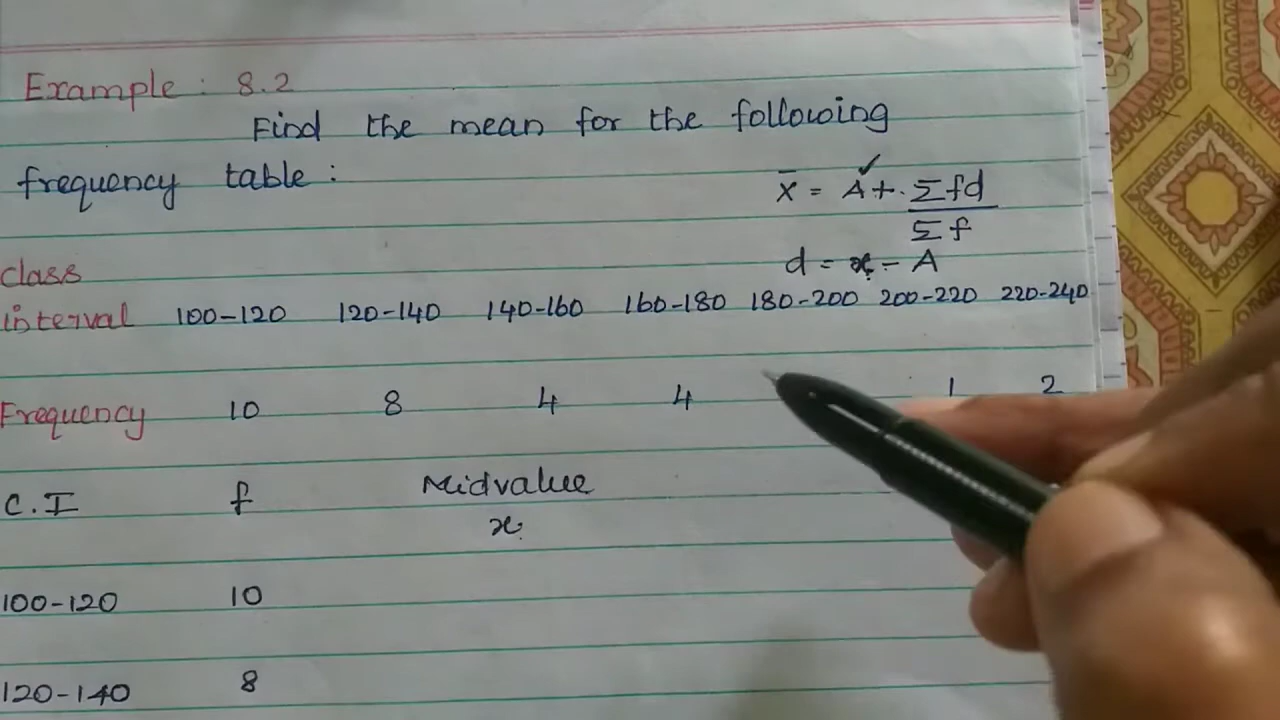 Example : 8.2
Find the mean for the following
frequency table :
X̄ = A + Σfd / Σf
d = x - A
class
interval 100-120 120-140 140-160 160-180 180-200 200-220 220-240
Frequency 10 8 4 4 1 2
C.I f Midvalue
x
100-120 10
120-140 8